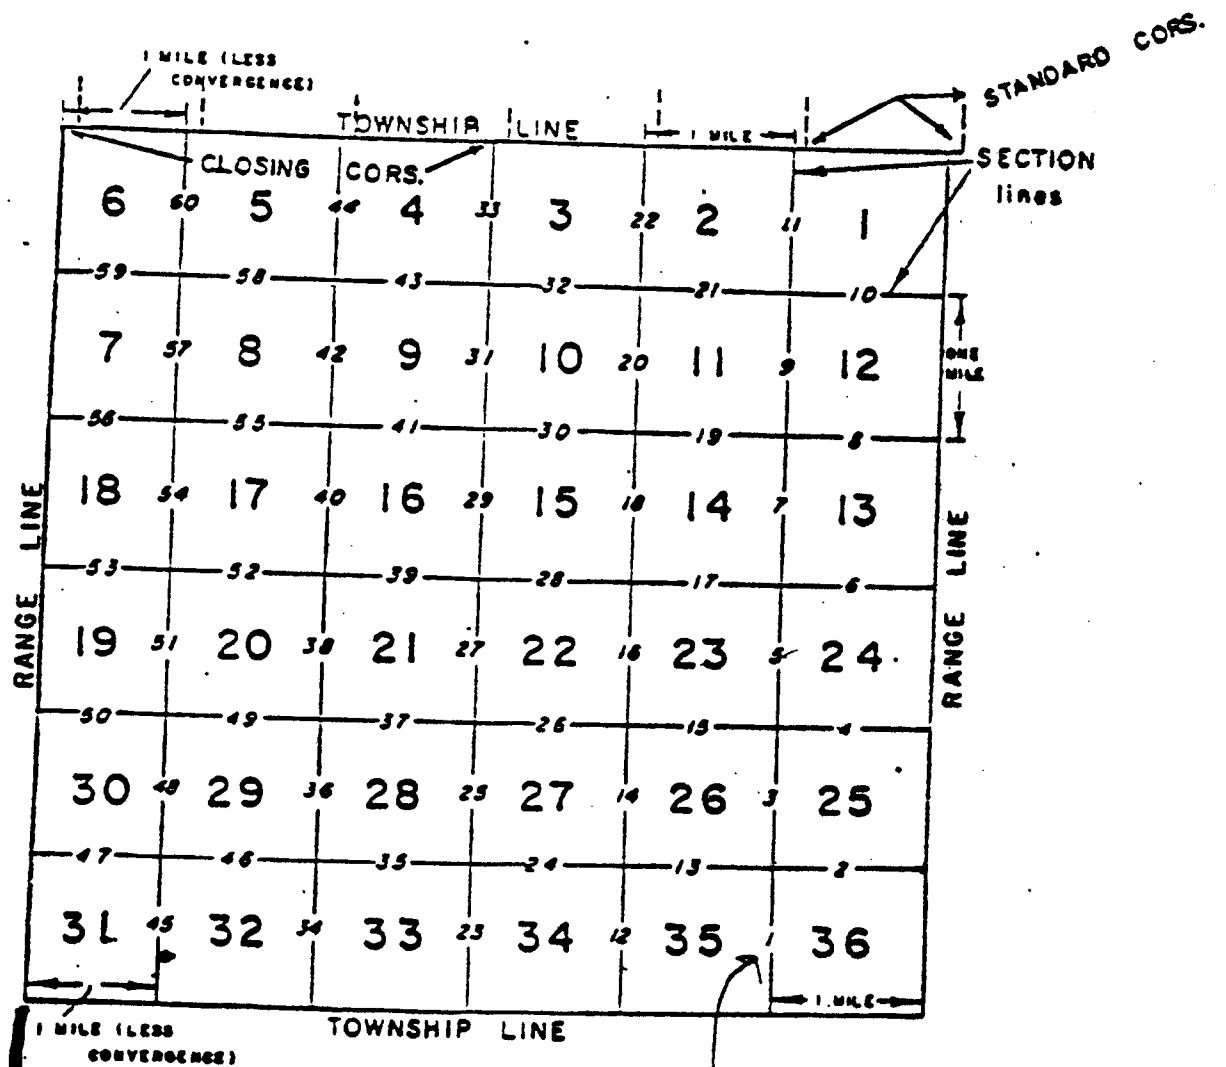 STANDARD CORS.
1 MILE (LESS
CONVERGENCE)
TOWNSHIP LINE
1 MILE
CLOSING CORS.
SECTION
lines
6 60 5 44 4 33 3 22 2 11 1
59 58 43 32 21 10
7 57 8 42 9 31 10 20 11 9 12
ONE
MILE
56 55 41 30 19 8
18 54 17 40 16 29 15 18 14 7 13
RANGE LINE
RANGE LINE
53 52 39 28 17 6
19 51 20 38 21 27 22 16 23 5 24
50 49 37 26 15 4
30 48 29 36 28 25 27 14 26 3 25
47 46 35 24 13 2
31 45 32 34 33 23 34 12 35 1 36
1 MILE
1 MILE (LESS
CONVERGENCE)
TOWNSHIP LINE